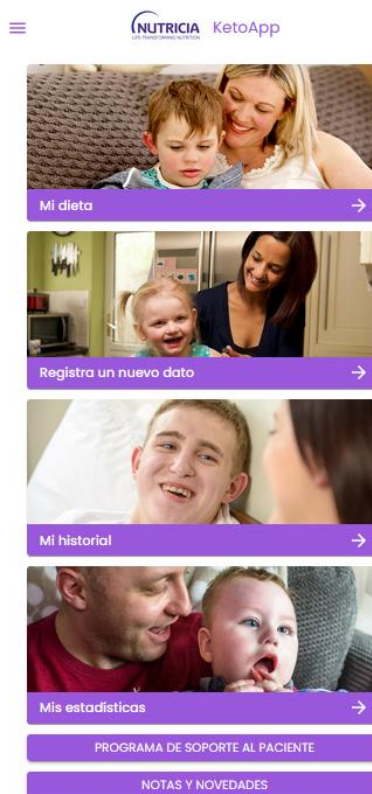 NUTRICIA
LIFE-TRANSFORMING NUTRITION
KetoApp
Mi dieta
Registra un nuevo dato
Mi historial
Mis estadísticas
PROGRAMA DE SOPORTE AL PACIENTE
NOTAS Y NOVEDADES